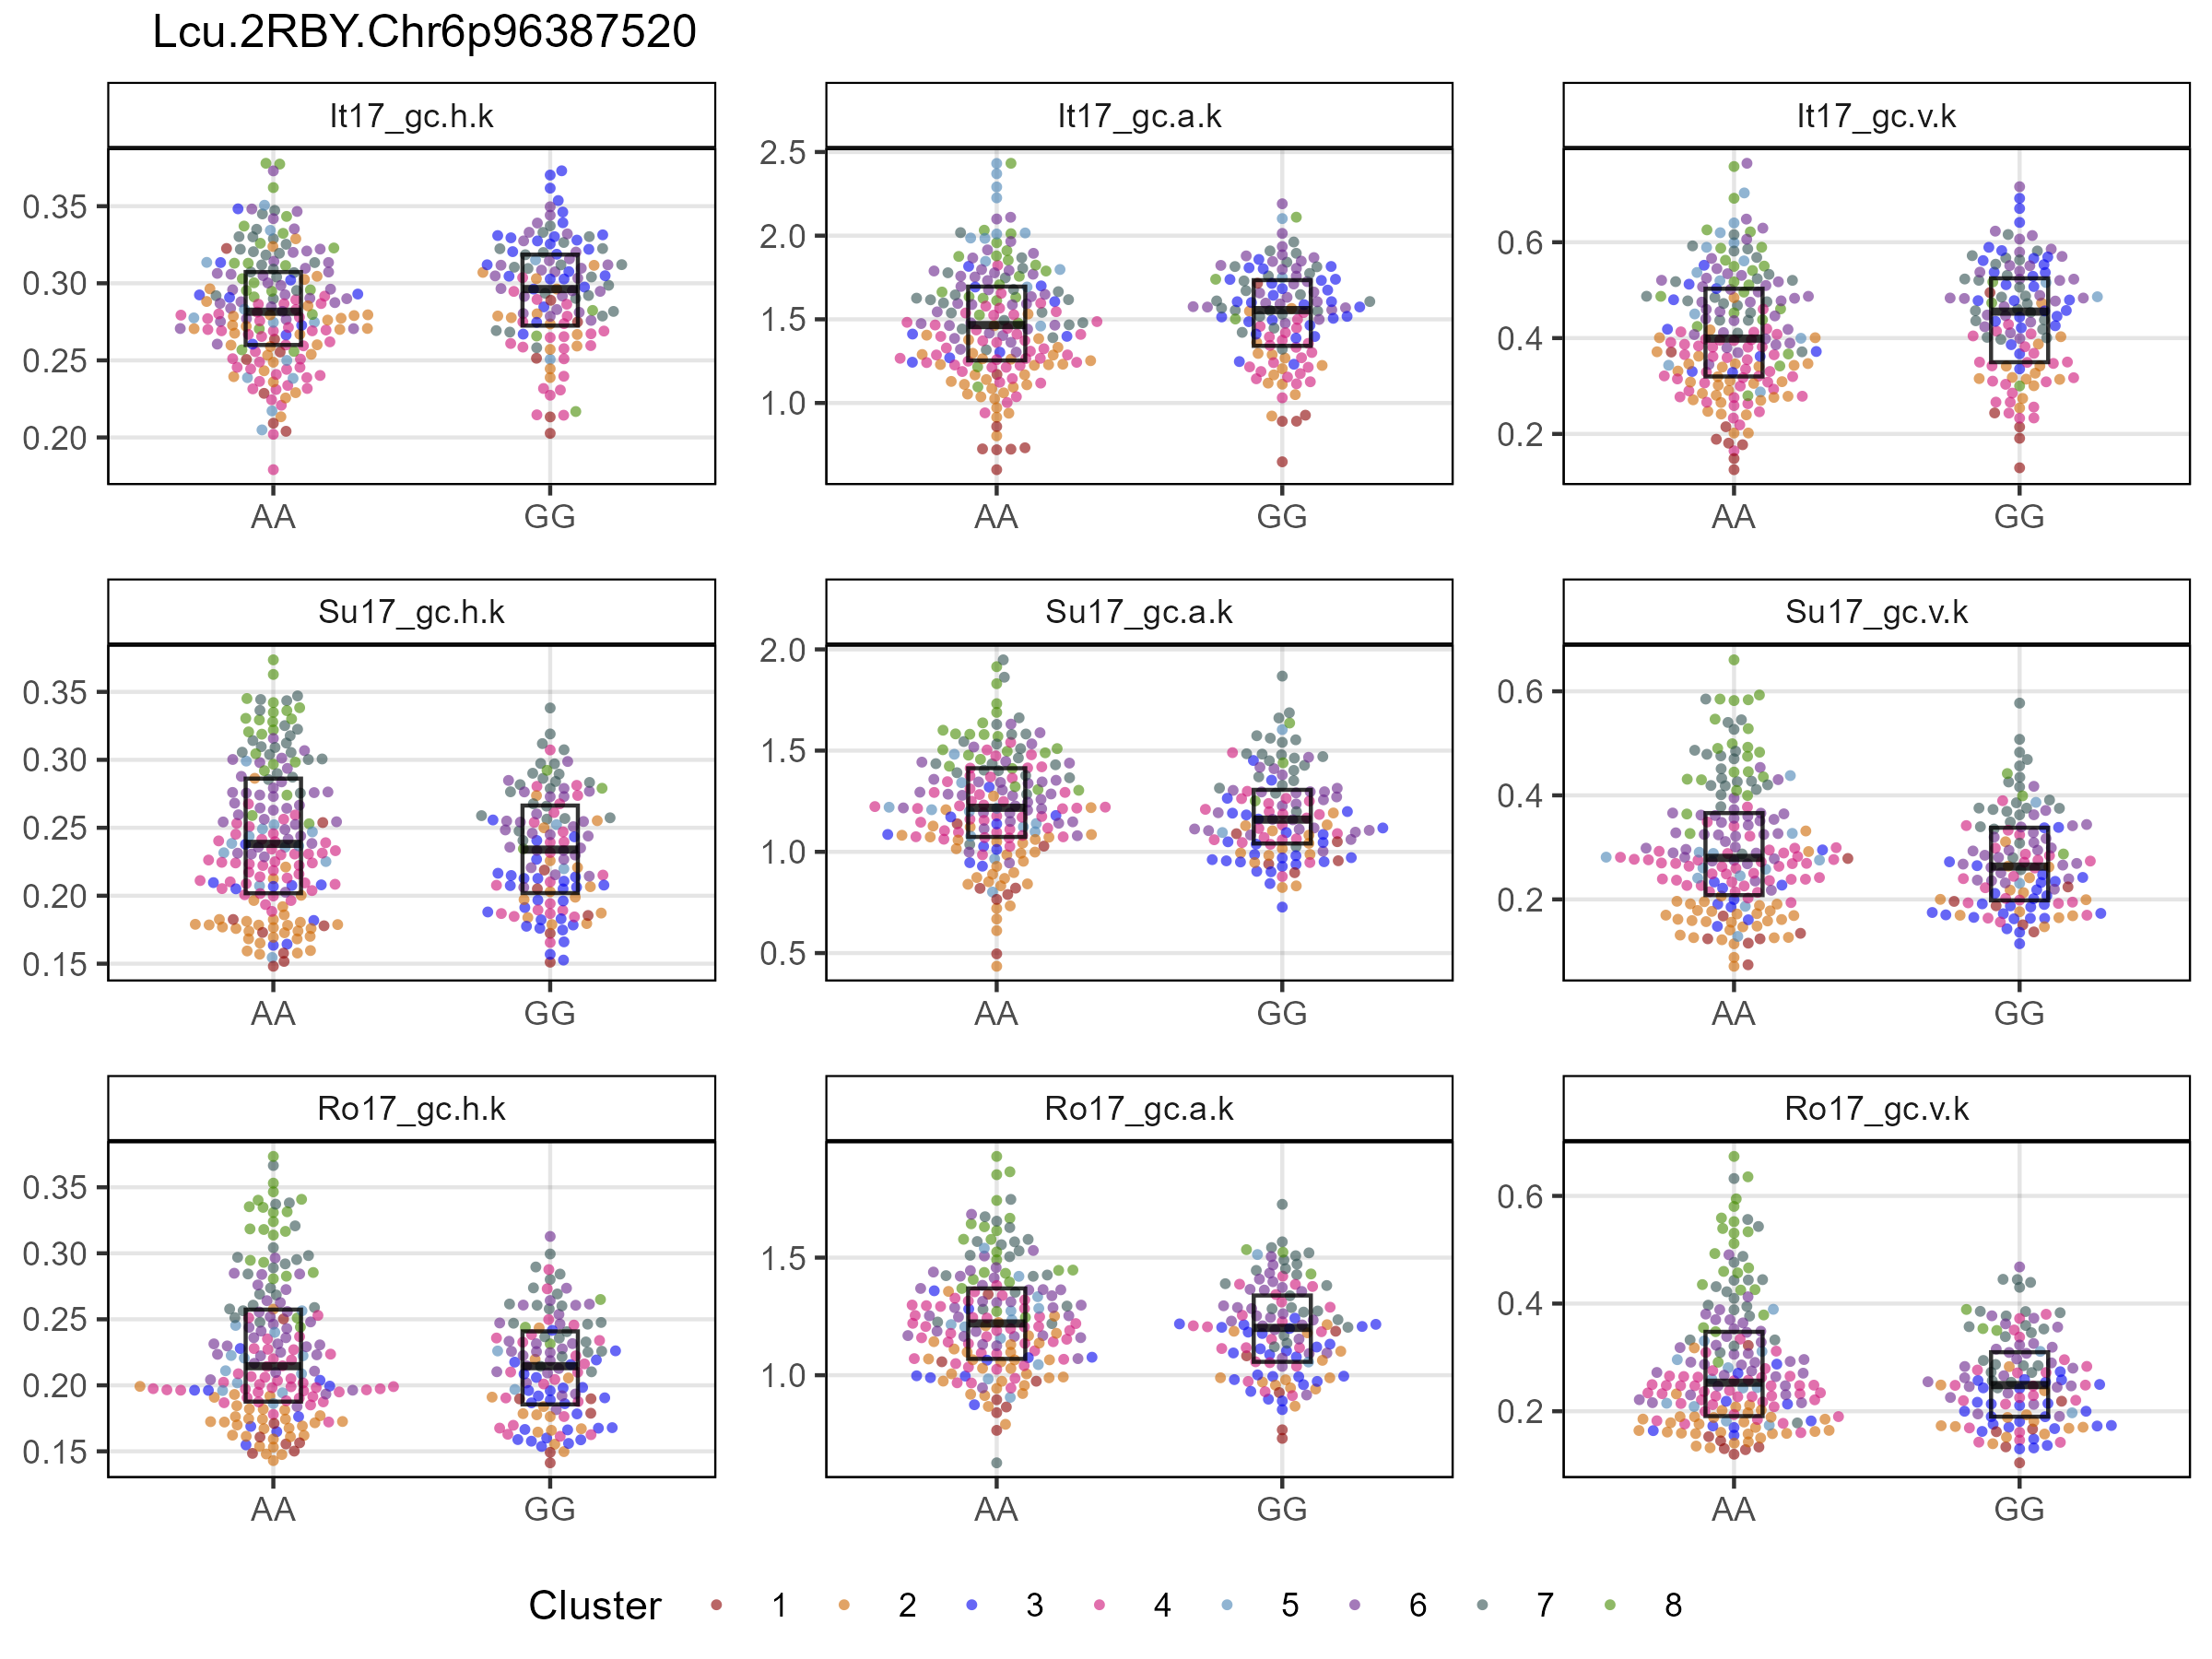 Lcu.2RBY.Chr6p96387520
It17_gc.h.k
It17_gc.a.k
It17_gc.v.k
0.35
0.30
0.25
0.20
2.5
2.0
1.5
1.0
0.6
0.4
0.2
AA
GG
AA
GG
AA
GG
Su17_gc.h.k
Su17_gc.a.k
Su17_gc.v.k
0.35
0.30
0.25
0.20
0.15
2.0
1.5
1.0
0.5
0.6
0.4
0.2
AA
GG
AA
GG
AA
GG
Ro17_gc.h.k
Ro17_gc.a.k
Ro17_gc.v.k
0.35
0.30
0.25
0.20
0.15
1.5
1.0
0.6
0.4
0.2
AA
GG
AA
GG
AA
GG
Cluster 1 2 3 4 5 6 7 8